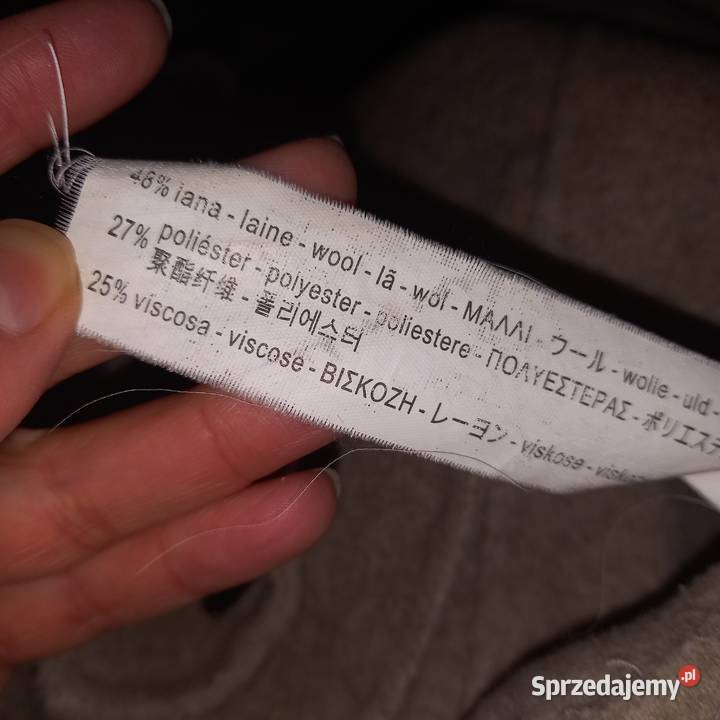 48% lana - laine - wool - lã - wol - ΜΑΛΛΙ - ウール - wolle - uld -
27% poliéster - polyester - poliestere - ΠΟΛΥΕΣΤΕΡΑΣ - ポリエステ
聚酯纤维 - 폴리에스터
25% viscosa - viscose - ΒΙΣΚΟΖΗ - レーヨン - viskose -
Sprzedajemy.pl